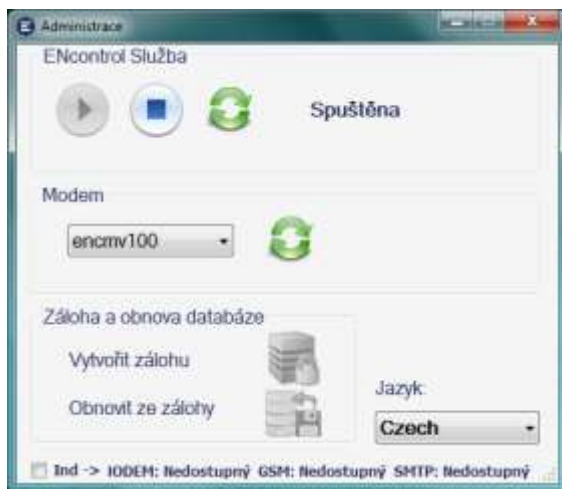 Administrace
ENcontrol Služba
Spuštěna
Modem
encmv100
Záloha a obnova databáze
Vytvořit zálohu
Obnovit ze zálohy
Jazyk:
Czech
Ind -> IODEM: Nedostupný GSM: Nedostupný SMTP: Nedostupný